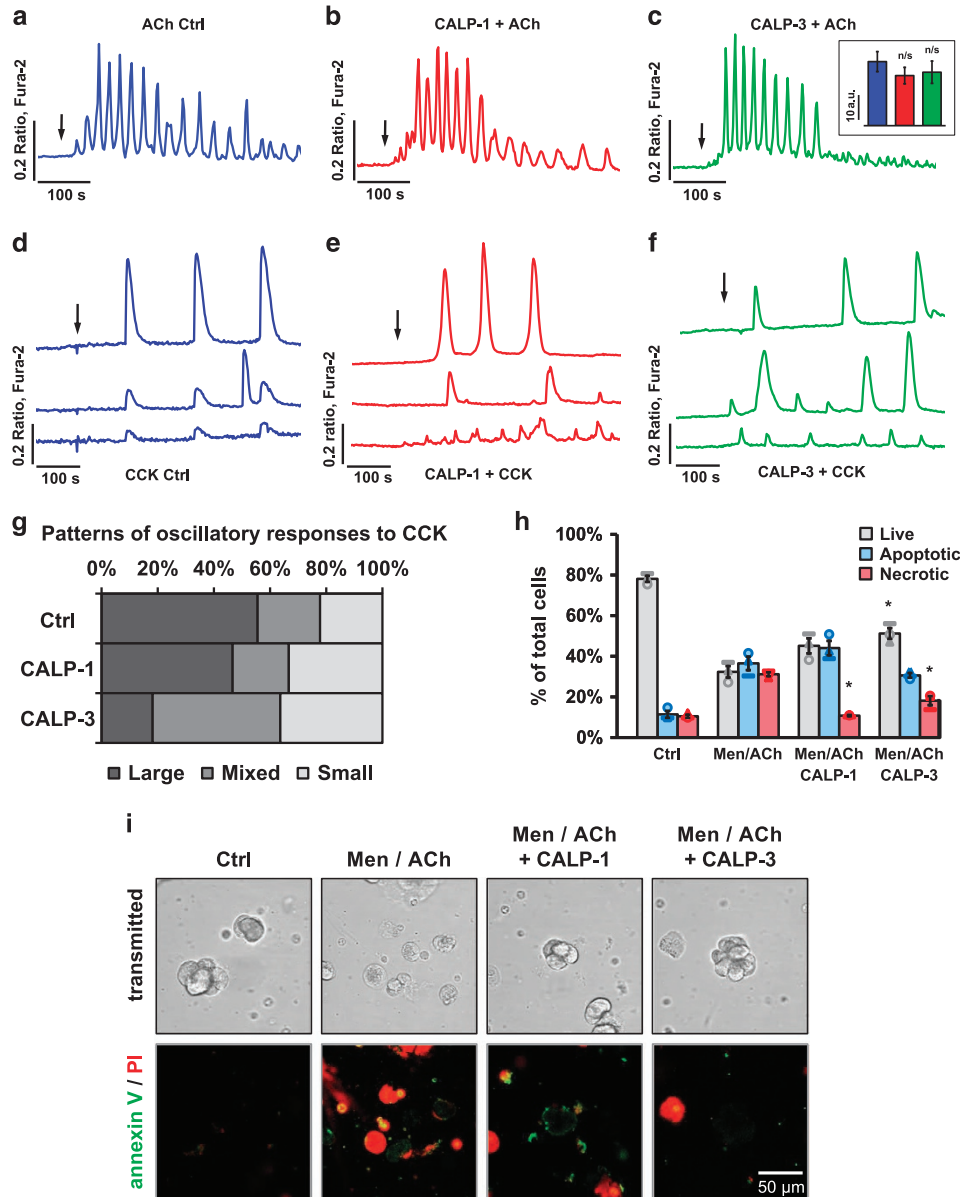 a
ACh Ctrl
0.2 Ratio, Fura-2
100 s
b
CALP-1 + ACh
0.2 Ratio, Fura-2
100 s
c
CALP-3 + ACh
0.2 Ratio, Fura-2
100 s
10 a.u.
n/s
n/s
d
0.2 Ratio, Fura-2
100 s
CCK Ctrl
e
0.2 ratio, Fura-2
100 s
CALP-1 + CCK
f
0.2 Ratio, Fura-2
100 s
CALP-3 + CCK
g
Patterns of oscillatory responses to CCK
0% 20% 40% 60% 80% 100%
Ctrl
CALP-1
CALP-3
Large Mixed Small
h
% of total cells
100%
80%
60%
40%
20%
0%
Live
Apoptotic
Necrotic
*
*
*
Ctrl
Men/ACh
Men/ACh
CALP-1
Men/ACh
CALP-3
i
Ctrl
Men / ACh
Men / ACh
+ CALP-1
Men / ACh
+ CALP-3
transmitted
annexin V / PI
50 µm